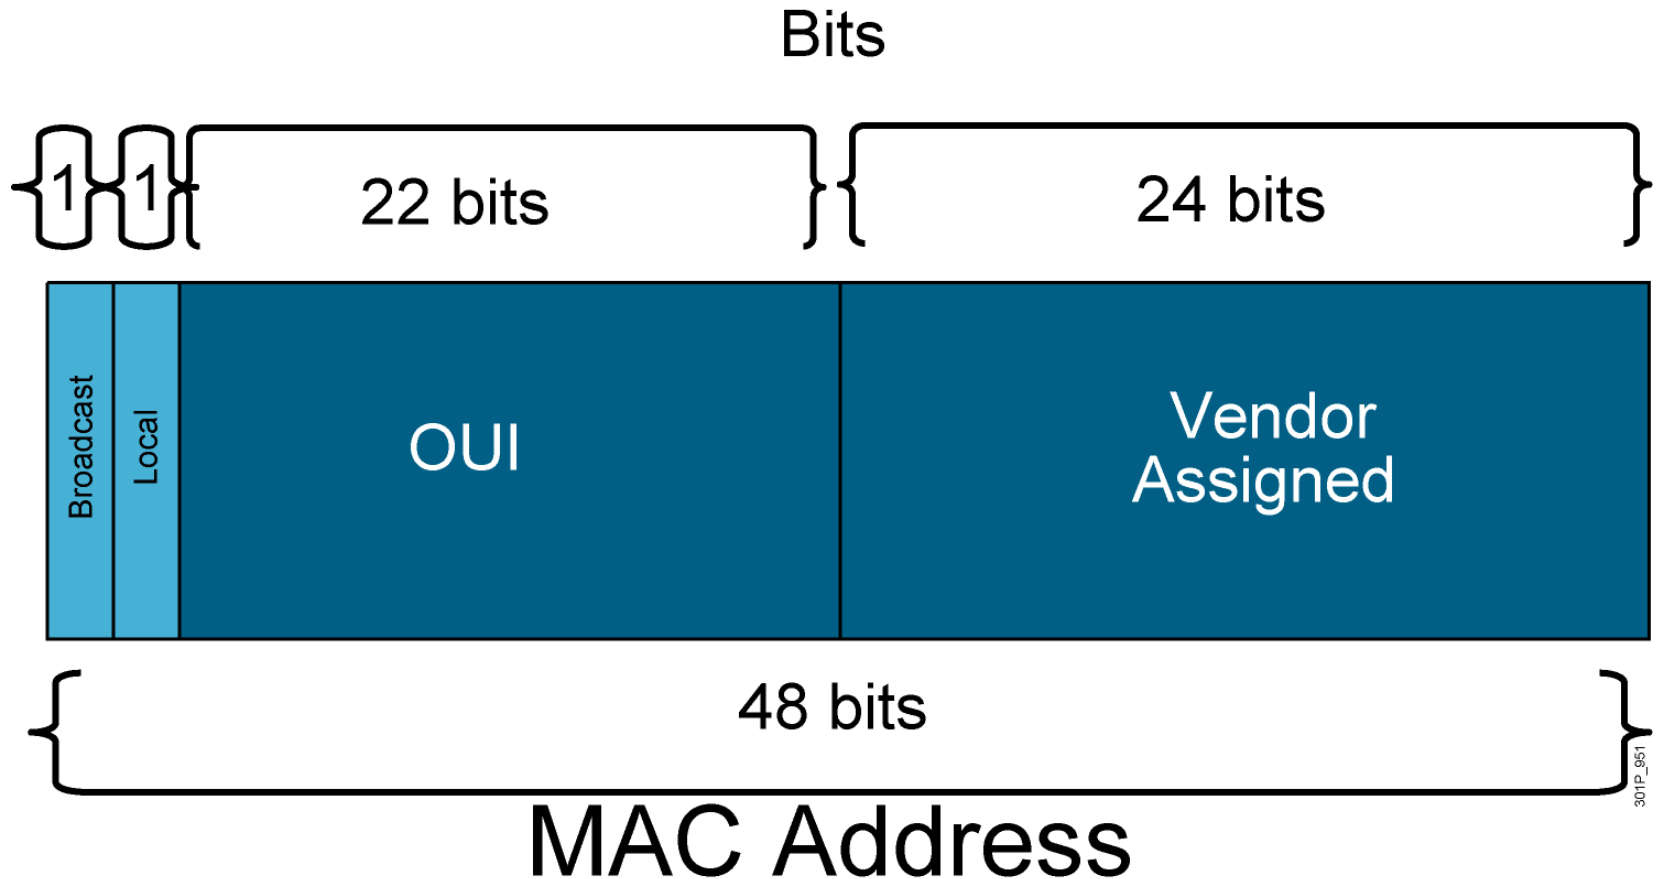 Bits
1 1 22 bits 24 bits
Broadcast
Local
OUI
Vendor
Assigned
48 bits
301P_951
MAC Address